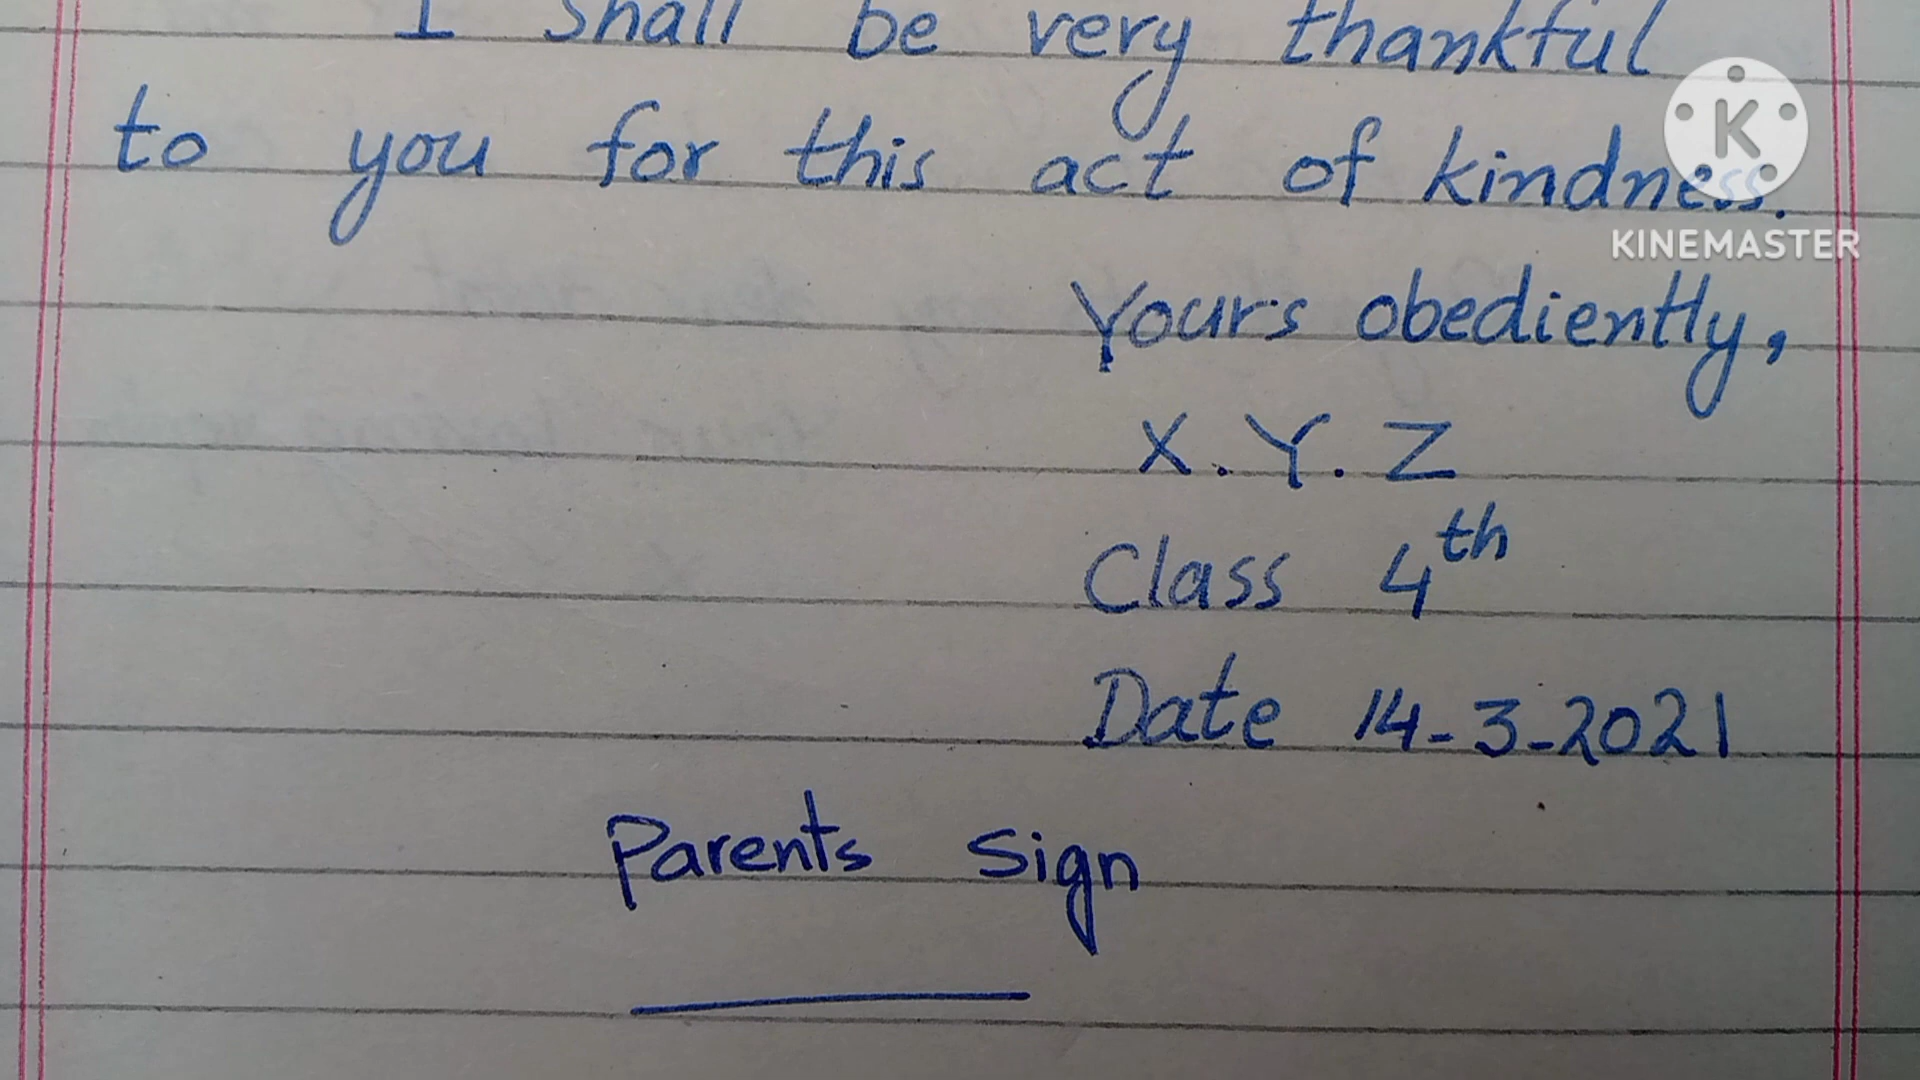 I shall be very thankful
to you for this act of kindness.
K
KINEMASTER
Yours obediently,
X.Y.Z
Class 4th
Date 14-3-2021
Parents Sign